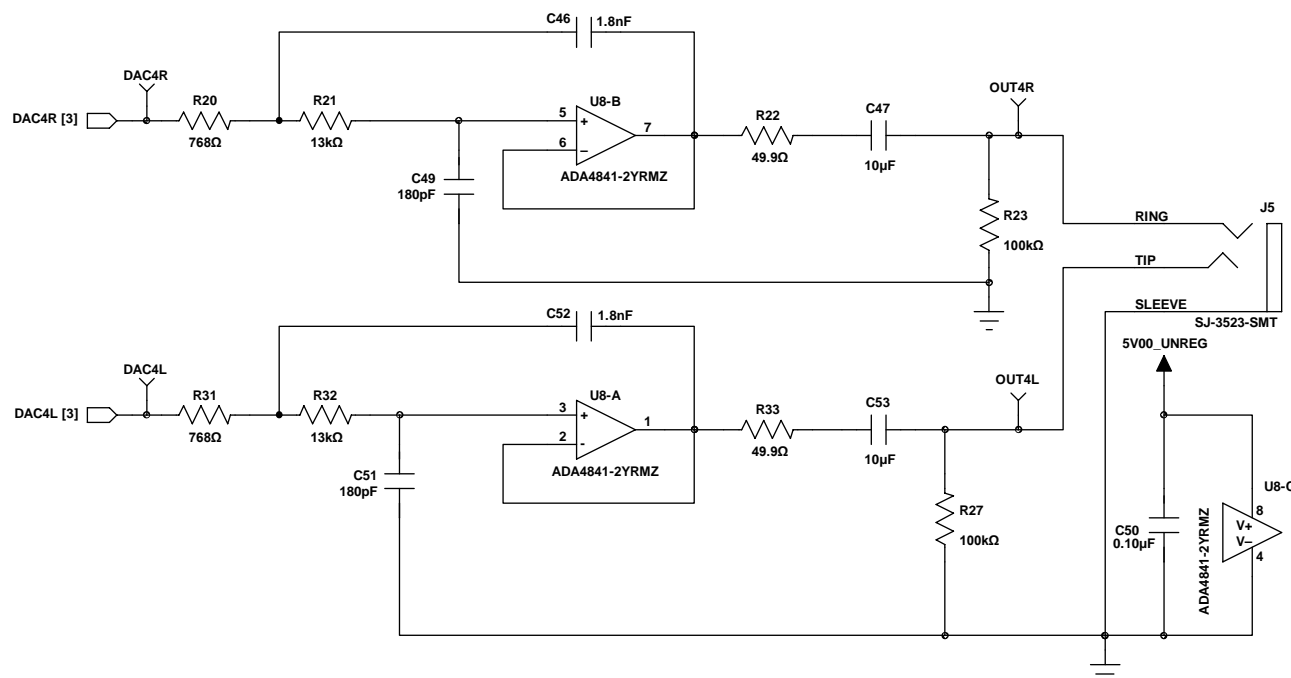 C46
1.8nF
DAC4R
R20
R21
U8-B
OUT4R
DAC4R [3]
5
+
7
R22
C47
768Ω
13kΩ
6
–
49.9Ω
10µF
ADA4841-2YRMZ
C49
180pF
J5
R23
RING
100kΩ
TIP
SLEEVE
C52
1.8nF
SJ-3523-SMT
5V00_UNREG
DAC4L
R31
R32
U8-A
OUT4L
DAC4L [3]
3
+
1
R33
C53
768Ω
13kΩ
2
-
49.9Ω
10µF
ADA4841-2YRMZ
C51
180pF
R27
100kΩ
C50
0.10µF
ADA4841-2YRMZ
8
V+
V–
4